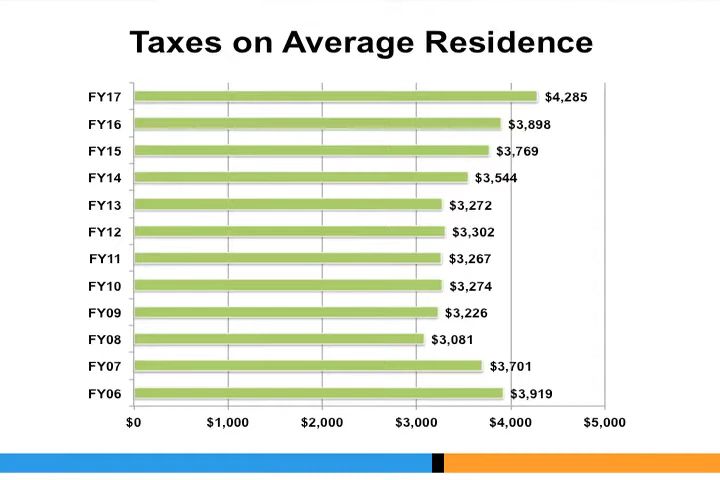 Taxes on Average Residence
FY17 $4,285
FY16 $3,898
FY15 $3,769
FY14 $3,544
FY13 $3,272
FY12 $3,302
FY11 $3,267
FY10 $3,274
FY09 $3,226
FY08 $3,081
FY07 $3,701
FY06 $3,919
$0 $1,000 $2,000 $3,000 $4,000 $5,000